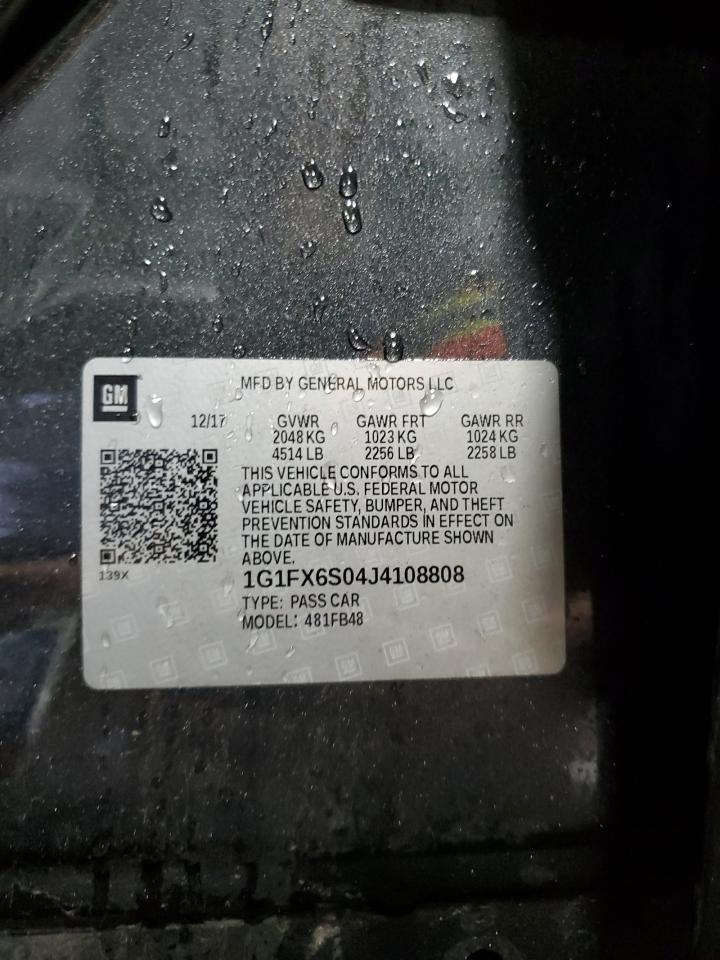 GM
MFD BY GENERAL MOTORS LLC
12/17 GVWR GAWR FRT GAWR RR
2048 KG 1023 KG 1024 KG
4514 LB 2256 LB 2258 LB
THIS VEHICLE CONFORMS TO ALL
APPLICABLE U.S. FEDERAL MOTOR
VEHICLE SAFETY, BUMPER, AND THEFT
PREVENTION STANDARDS IN EFFECT ON
THE DATE OF MANUFACTURE SHOWN
ABOVE.
139X
1G1FX6S04J4108808
TYPE: PASS CAR
MODEL: 481FB48